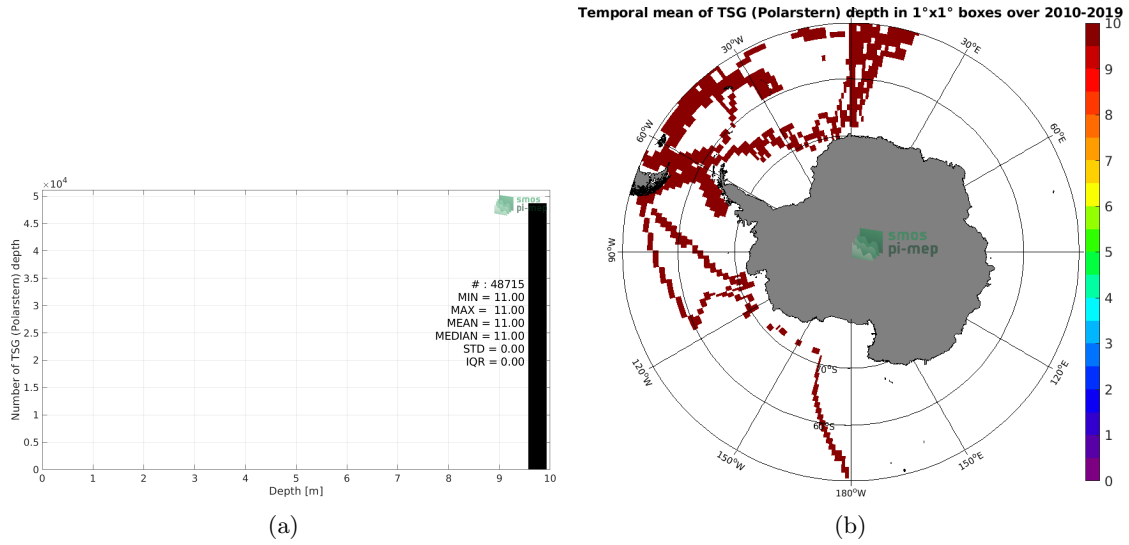 ×10⁴
5
4.5
4
3.5
3
2.5
2
1.5
1
0.5
0
Number of TSG (Polarstern) depth
smos
pi-mep
# : 48715
MIN = 11.00
MAX = 11.00
MEAN = 11.00
MEDIAN = 11.00
STD = 0.00
IQR = 0.00
0 1 2 3 4 5 6 7 8 9 10
Depth [m]
(a)
Temporal mean of TSG (Polarstern) depth in 1°x1° boxes over 2010-2019
0°
30°W
30°E
60°W
60°E
90°W
smos
pi-mep
120°W
120°E
70°S
60°S
150°W
150°E
180°W
10
9
8
7
6
5
4
3
2
1
0
(b)